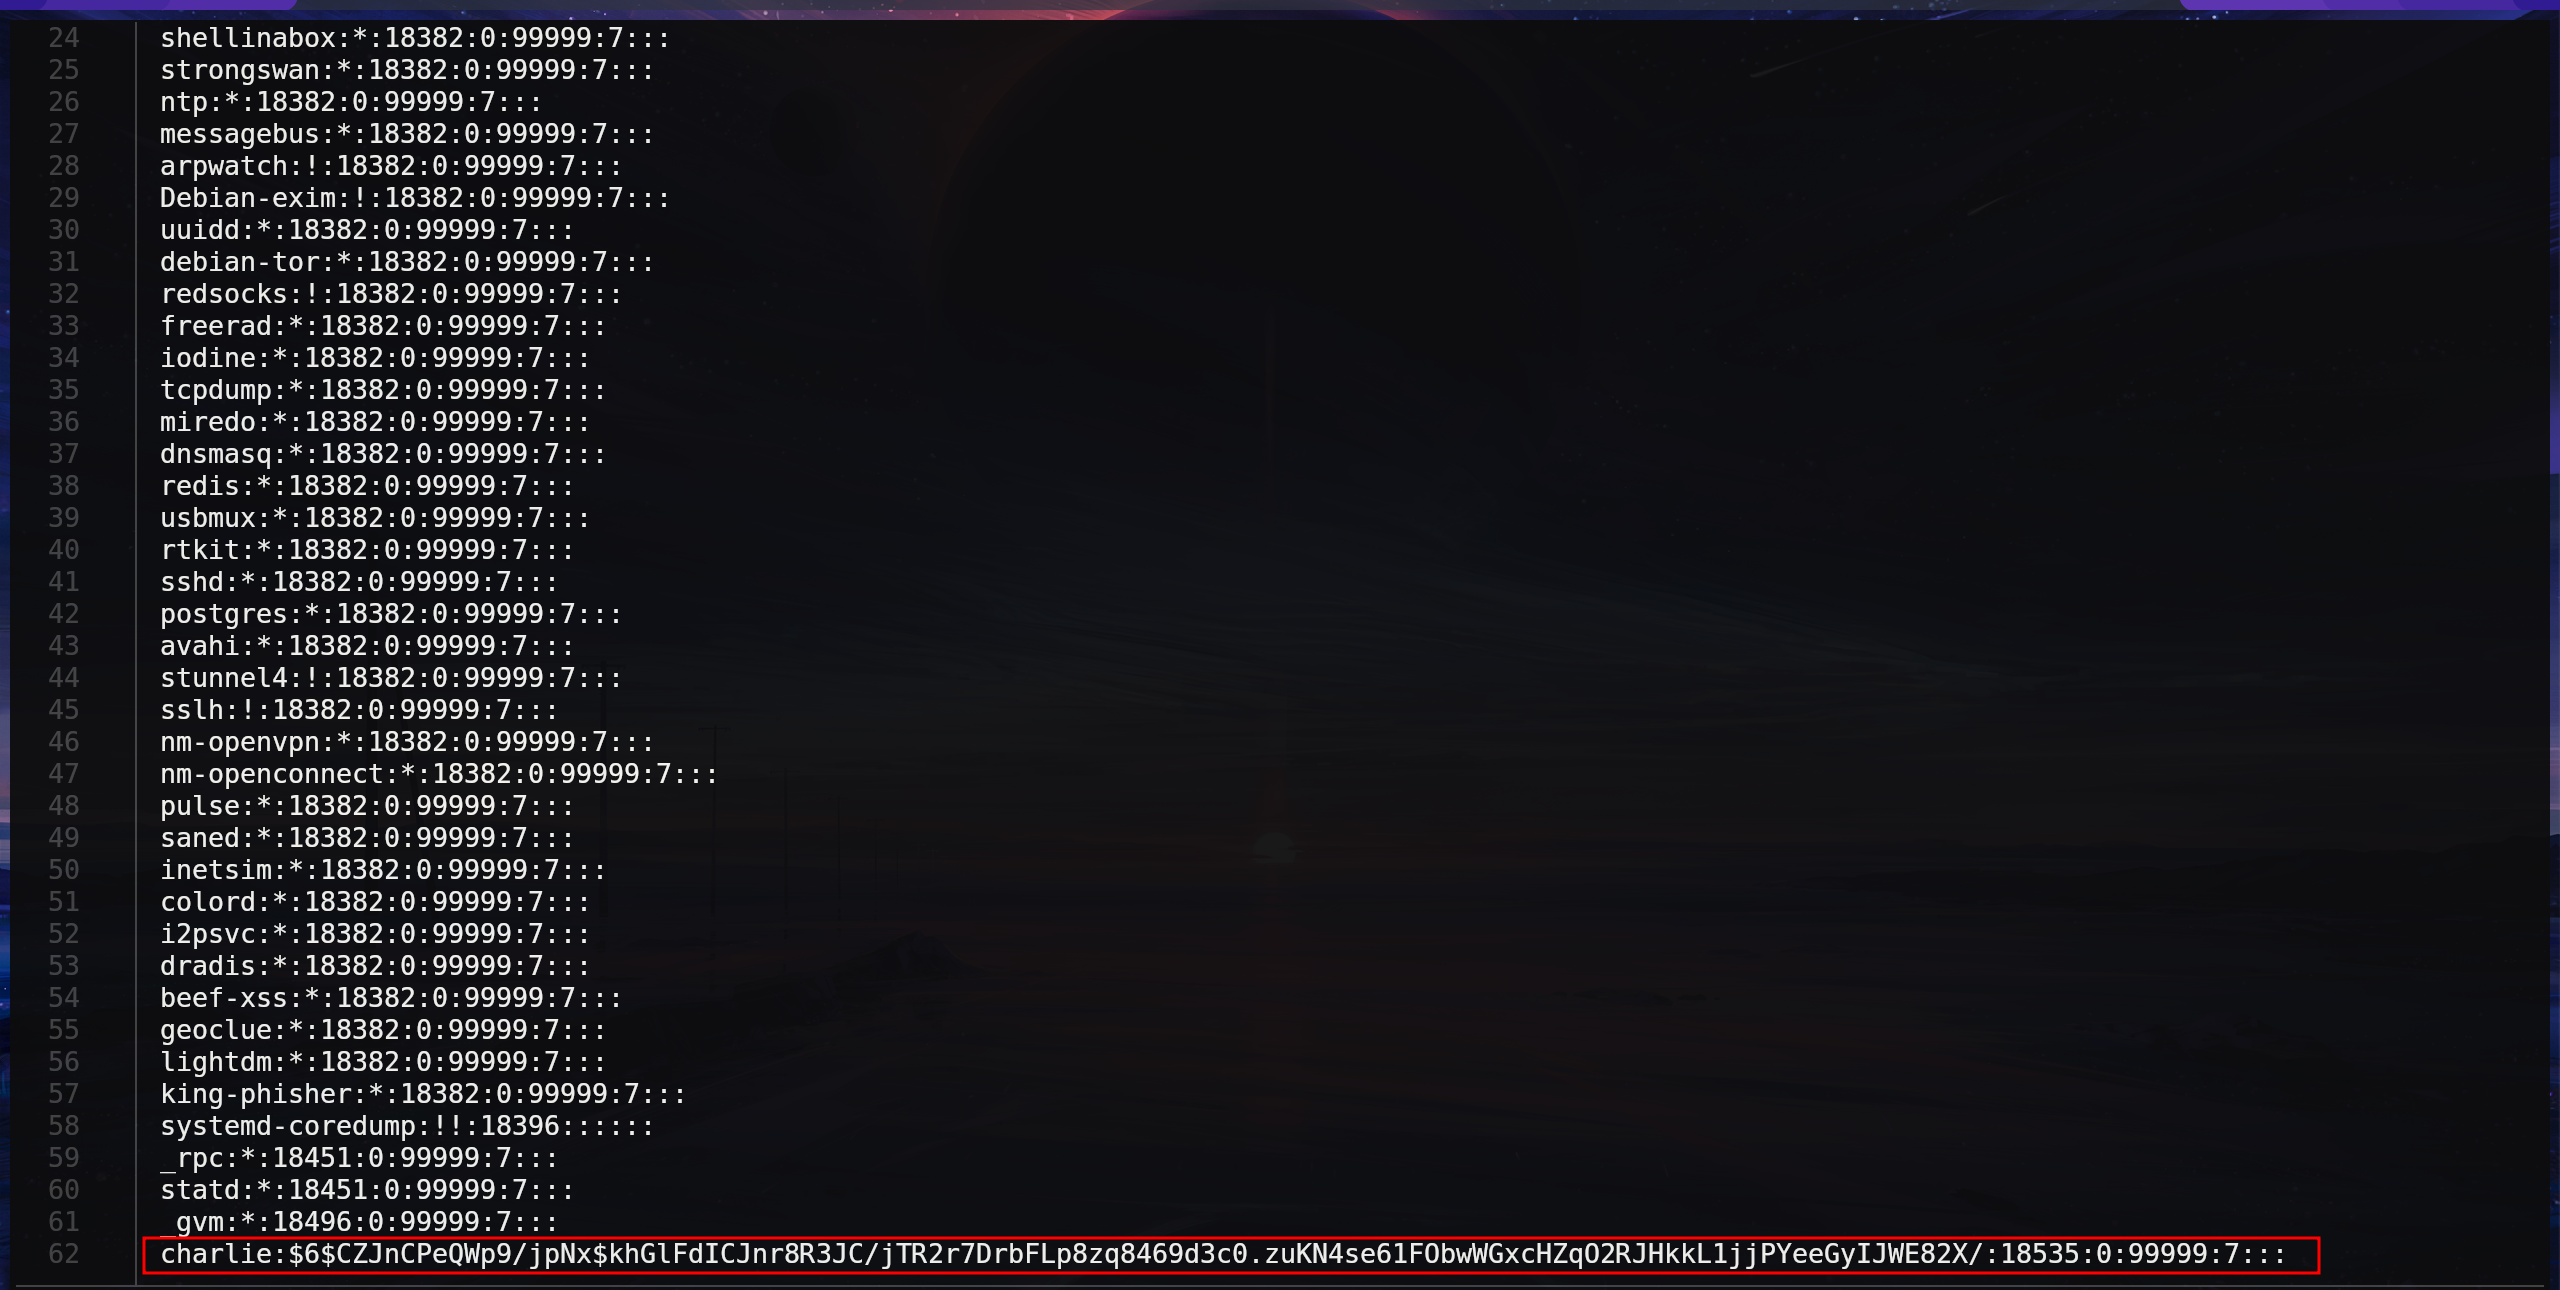 24 shellinabox:*:18382:0:99999:7:::
25 strongswan:*:18382:0:99999:7:::
26 ntp:*:18382:0:99999:7:::
27 messagebus:*:18382:0:99999:7:::
28 arpwatch:!:18382:0:99999:7:::
29 Debian-exim:!:18382:0:99999:7:::
30 uuidd:*:18382:0:99999:7:::
31 debian-tor:*:18382:0:99999:7:::
32 redsocks:!:18382:0:99999:7:::
33 freerad:*:18382:0:99999:7:::
34 iodine:*:18382:0:99999:7:::
35 tcpdump:*:18382:0:99999:7:::
36 miredo:*:18382:0:99999:7:::
37 dnsmasq:*:18382:0:99999:7:::
38 redis:*:18382:0:99999:7:::
39 usbmux:*:18382:0:99999:7:::
40 rtkit:*:18382:0:99999:7:::
41 sshd:*:18382:0:99999:7:::
42 postgres:*:18382:0:99999:7:::
43 avahi:*:18382:0:99999:7:::
44 stunnel4:!:18382:0:99999:7:::
45 sslh:!:18382:0:99999:7:::
46 nm-openvpn:*:18382:0:99999:7:::
47 nm-openconnect:*:18382:0:99999:7:::
48 pulse:*:18382:0:99999:7:::
49 saned:*:18382:0:99999:7:::
50 inetsim:*:18382:0:99999:7:::
51 colord:*:18382:0:99999:7:::
52 i2psvc:*:18382:0:99999:7:::
53 dradis:*:18382:0:99999:7:::
54 beef-xss:*:18382:0:99999:7:::
55 geoclue:*:18382:0:99999:7:::
56 lightdm:*:18382:0:99999:7:::
57 king-phisher:*:18382:0:99999:7:::
58 systemd-coredump:!!:18396::::::
59 _rpc:*:18451:0:99999:7:::
60 statd:*:18451:0:99999:7:::
61 _gvm:*:18496:0:99999:7:::
62 charlie:$6$CZJnCPeQWp9/jpNx$khGlFdICJnr8R3JC/jTR2r7DrbFLp8zq8469d3c0.zuKN4se61FObwWGxcHZqO2RJHkkL1jjPYeeGyIJWE82X/:18535:0:99999:7:::